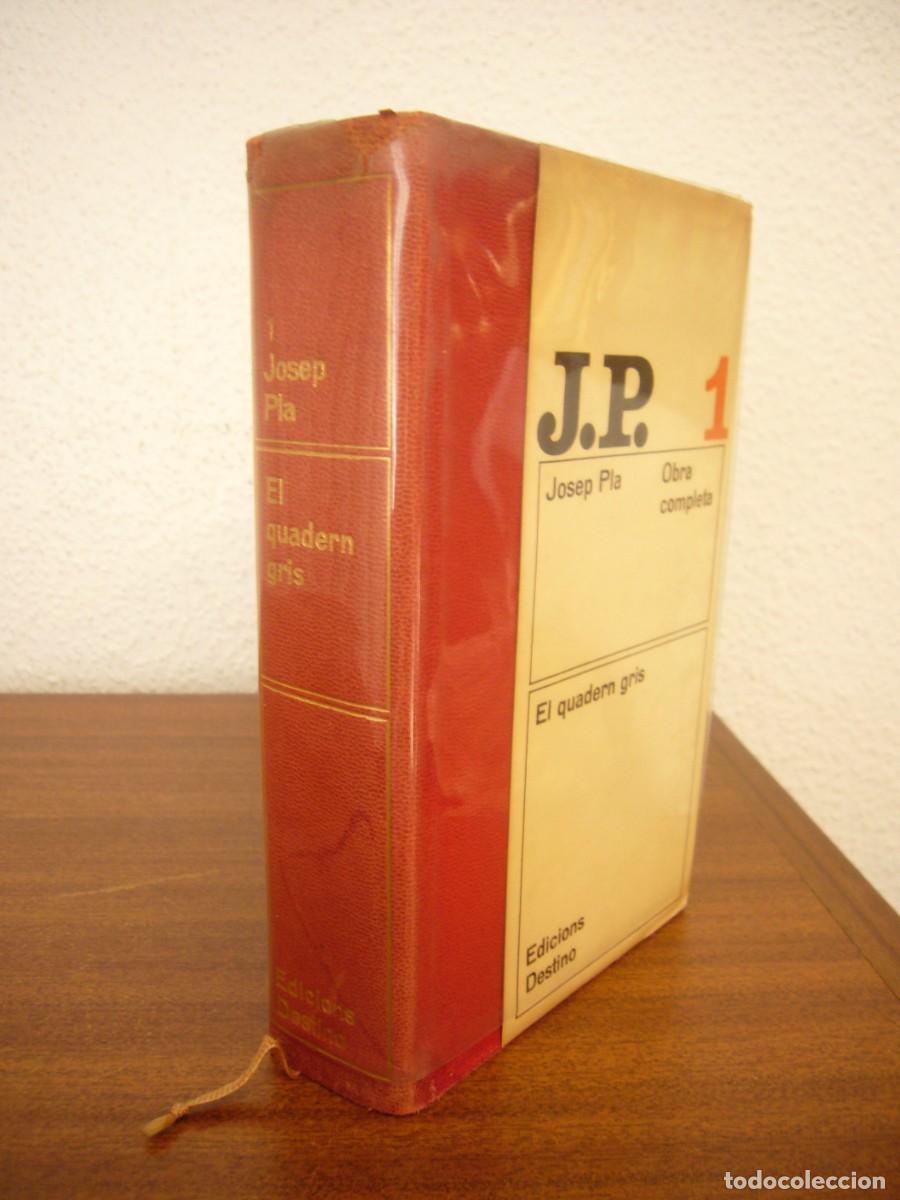 1
Josep
Pla
El
quadern
gris
Edicions
Destino
J.P. 1
Josep Pla Obra
completa
El quadern gris
Edicions
Destino
todocoleccion